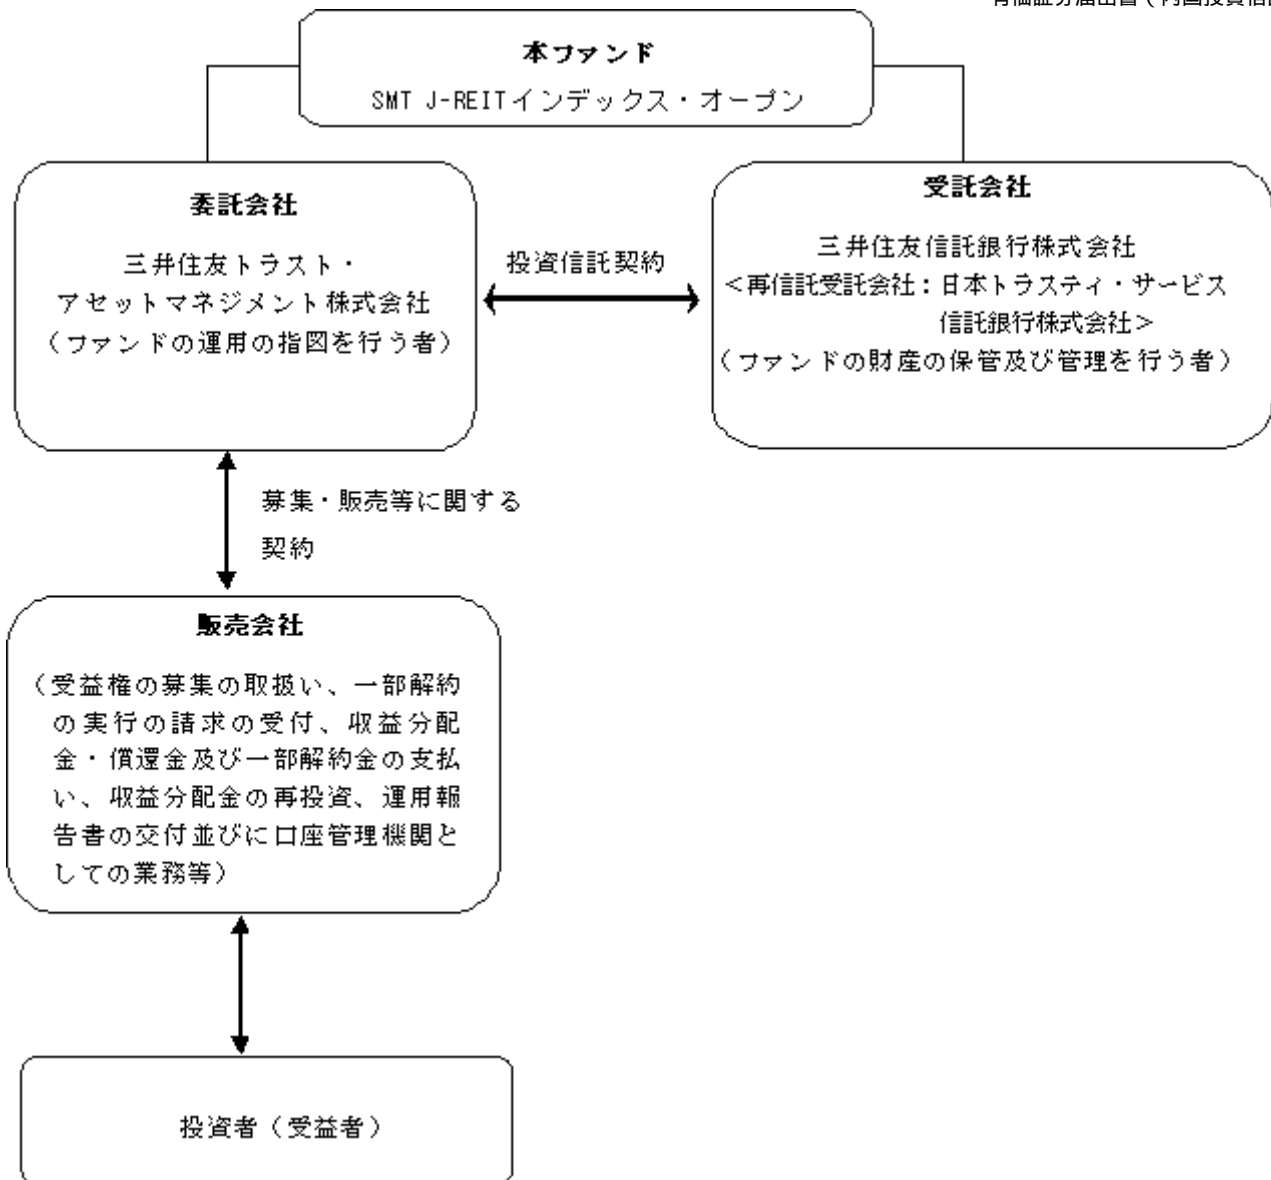 有価証券届出書（内国投資信
本ファンド
SMT J-REITインデックス・オープン
委託会社
三井住友トラスト・
アセットマネジメント株式会社
（ファンドの運用の指図を行う者）
投資信託契約
受託会社
三井住友信託銀行株式会社
＜再信託受託会社：日本トラスティ・サービス
信託銀行株式会社＞
（ファンドの財産の保管及び管理を行う者）
募集・販売等に関する
契約
販売会社
（受益権の募集の取扱い、一部解約
の実行の請求の受付、収益分配
金・償還金及び一部解約金の支払
い、収益分配金の再投資、運用報
告書の交付並びに口座管理機関と
しての業務等）
投資者（受益者）